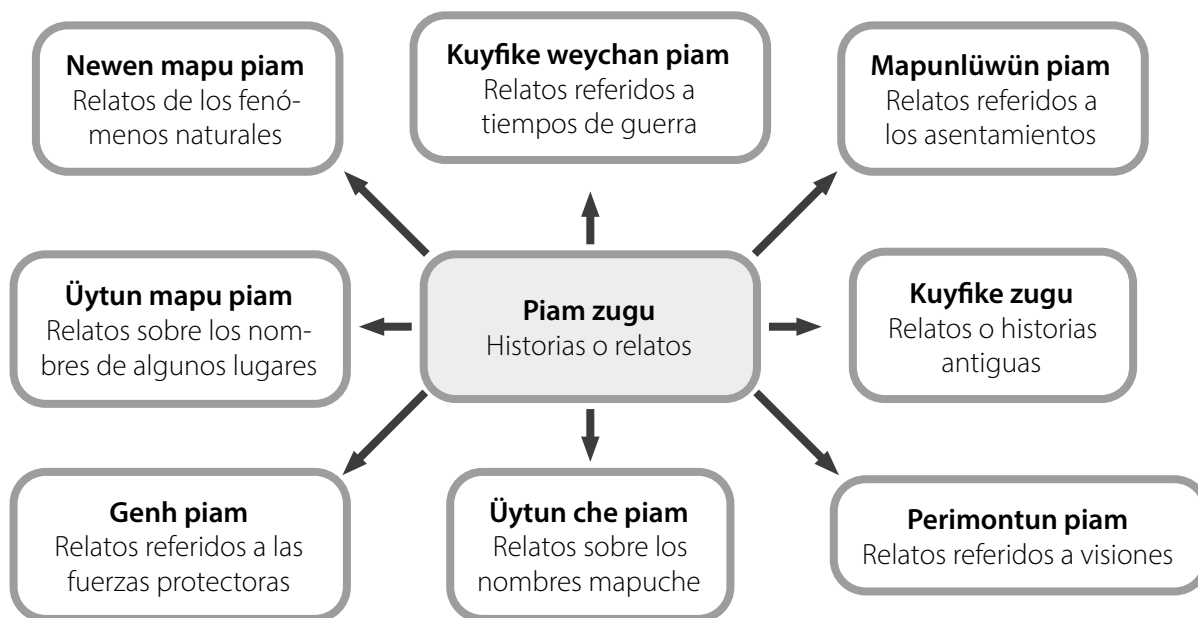 Newen mapu piam
Relatos de los fenó-
menos naturales
Kuyfike weychan piam
Relatos referidos a
tiempos de guerra
Mapunlüwün piam
Relatos referidos a
los asentamientos
Üytun mapu piam
Relatos sobre los nom-
bres de algunos lugares
Piam zugu
Historias o relatos
Kuyfike zugu
Relatos o historias
antiguas
Genh piam
Relatos referidos a las
fuerzas protectoras
Üytun che piam
Relatos sobre los
nombres mapuche
Perimontun piam
Relatos referidos a visiones